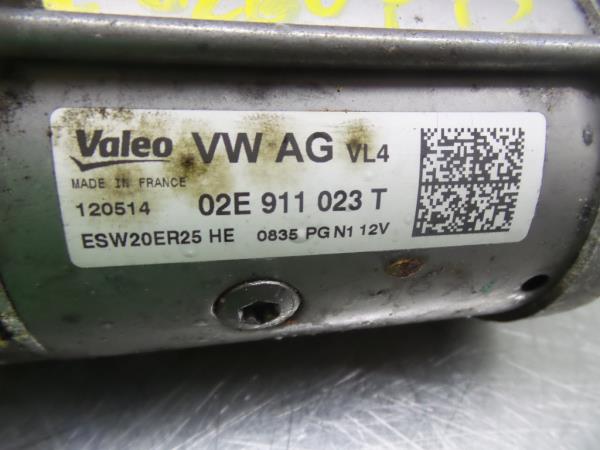 Valeo VW AG VL4
MADE IN FRANCE
120514 02E 911 023 T
ESW20ER25 HE 0835 PG N1 12V